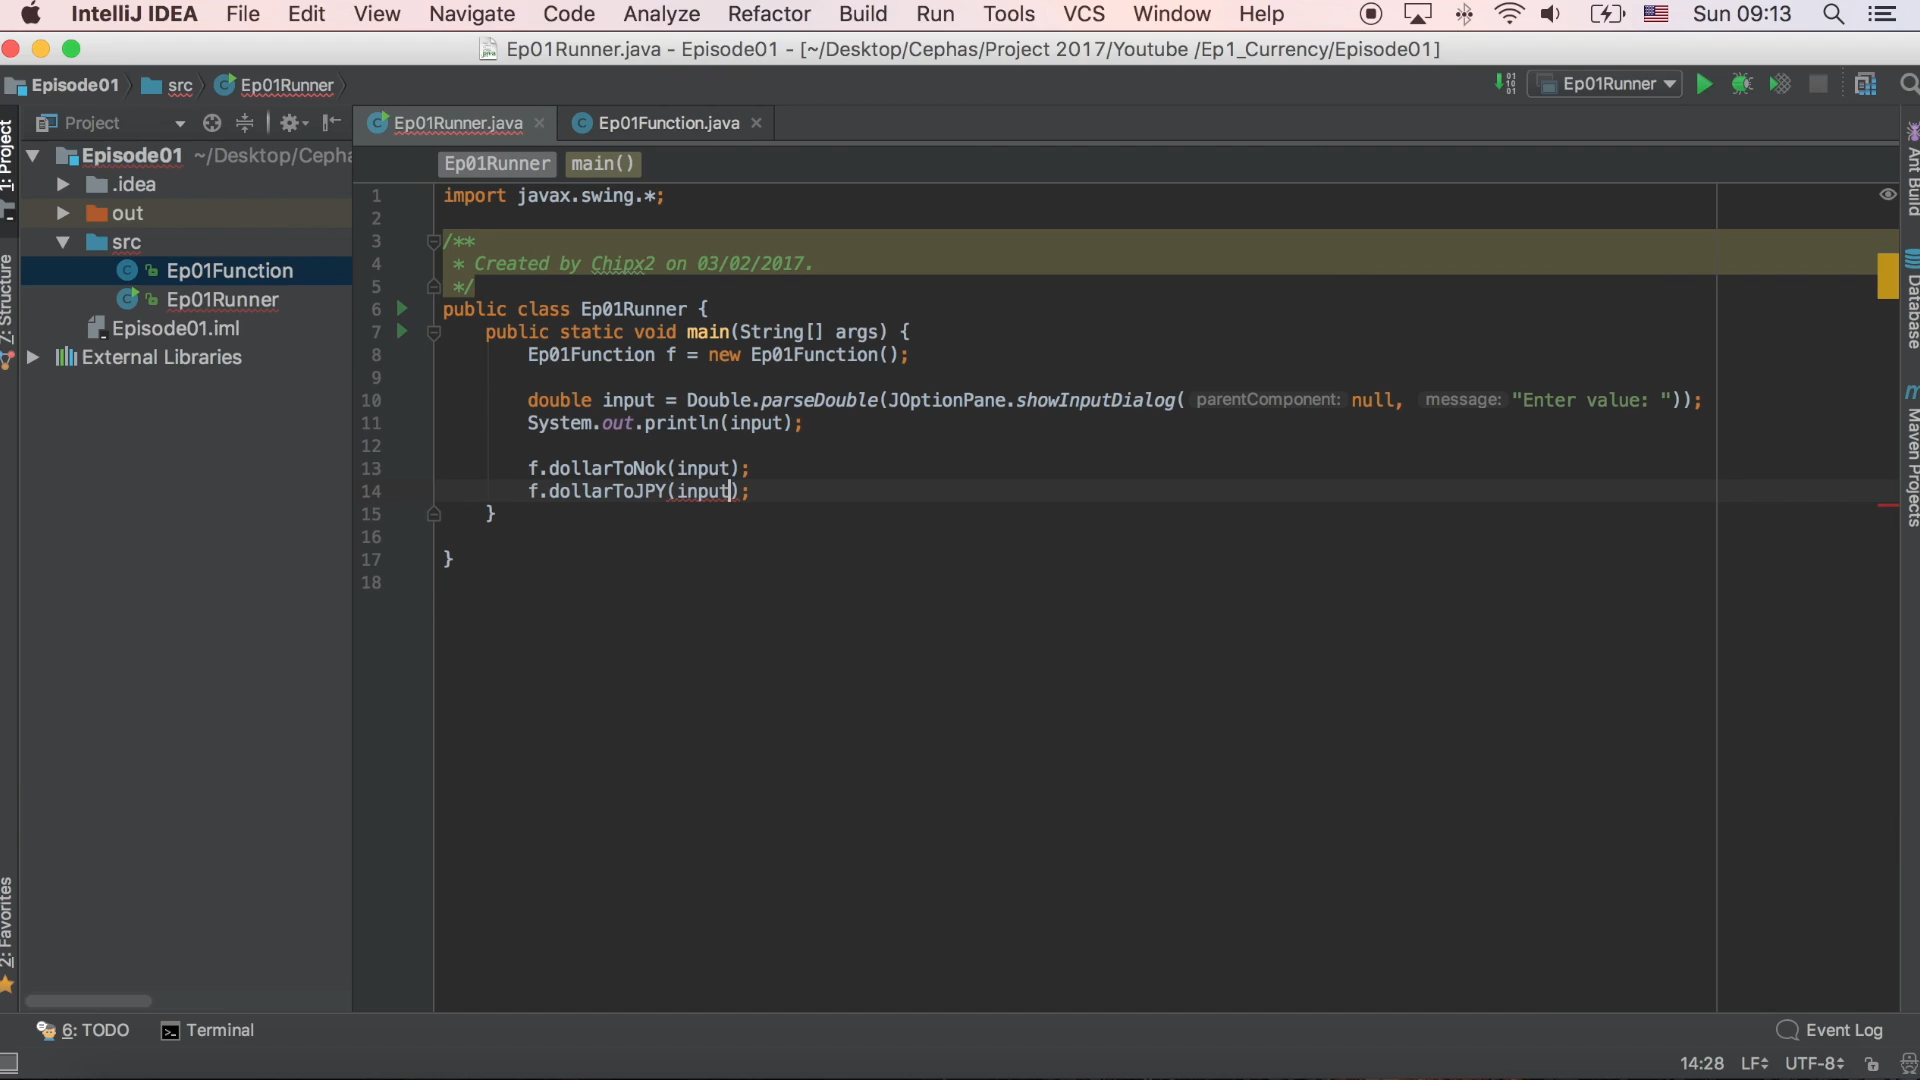 IntelliJ IDEA File Edit View Navigate Code Analyze Refactor Build Run Tools VCS Window Help Sun 09:13
Ep01Runner.java - Episode01 - [~/Desktop/Cephas/Project 2017/Youtube /Ep1_Currency/Episode01]
Episode01 src Ep01Runner Ep01Runner
Project Ep01Runner.java Ep01Function.java
Episode01 ~/Desktop/Cepha
Ep01Runner main()
.idea
out
src
Ep01Function
Ep01Runner
Episode01.iml
External Libraries
1 import javax.swing.*;
2
3 /**
4 * Created by Chipx2 on 03/02/2017.
5 */
6 public class Ep01Runner {
7 public static void main(String[] args) {
8 Ep01Function f = new Ep01Function();
9
10 double input = Double.parseDouble(JOptionPane.showInputDialog( parentComponent: null, message: "Enter value: "));
11 System.out.println(input);
12
13 f.dollarToNok(input);
14 f.dollarToJPY(input);
15 }
16
17 }
18
1: Project
7: Structure
2: Favorites
Ant Build
Database
Maven Projects
6: TODO Terminal Event Log
14:28 LF UTF-8